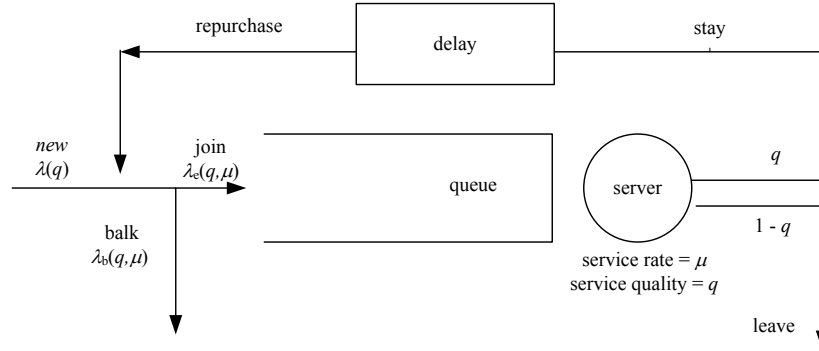 repurchase
delay
stay
new
λ(q)
join
λe(q,μ)
queue
server
q
1 - q
balk
λb(q,μ)
service rate = μ
service quality = q
leave